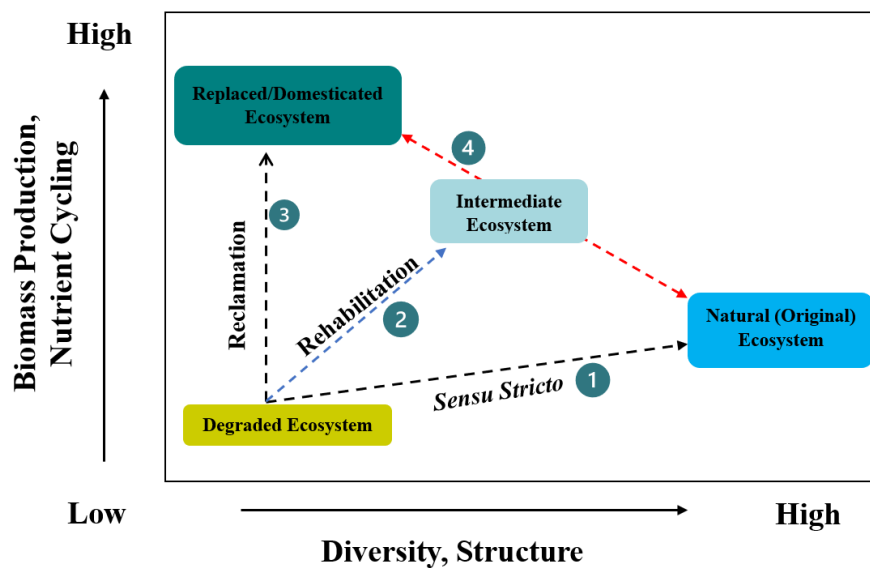 High
Replaced/Domesticated
Ecosystem
4
Biomass Production,
Nutrient Cycling
Intermediate
Ecosystem
3
Reclamation
Rehabilitation
2
Natural (Original)
Ecosystem
Sensu Stricto
1
Degraded Ecosystem
Low
High
Diversity, Structure